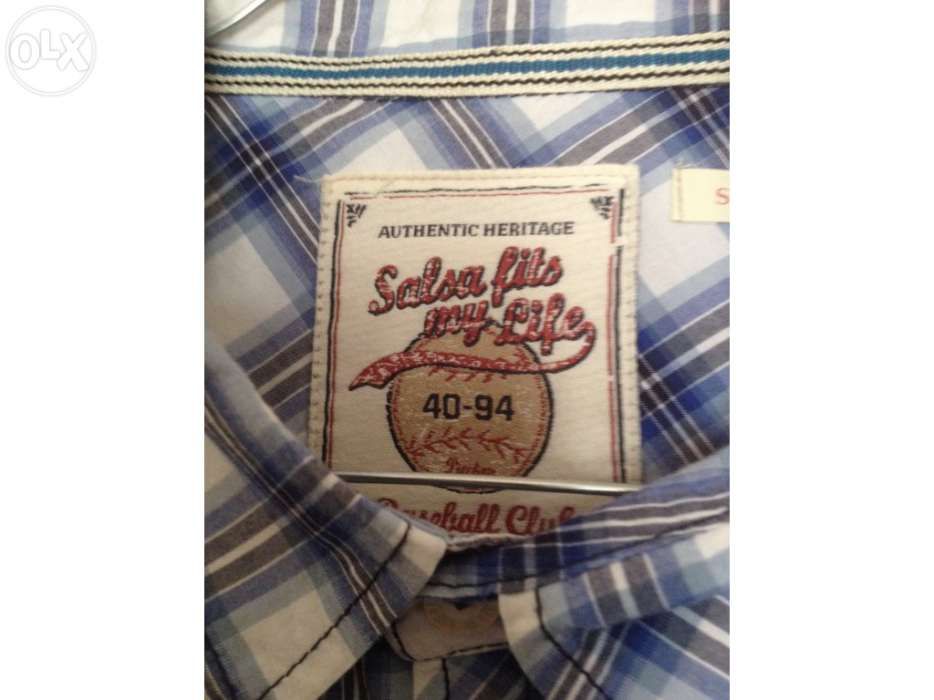 OLX
AUTHENTIC HERITAGE
Salsa fits
my Life
40-94
Baseball Club
S